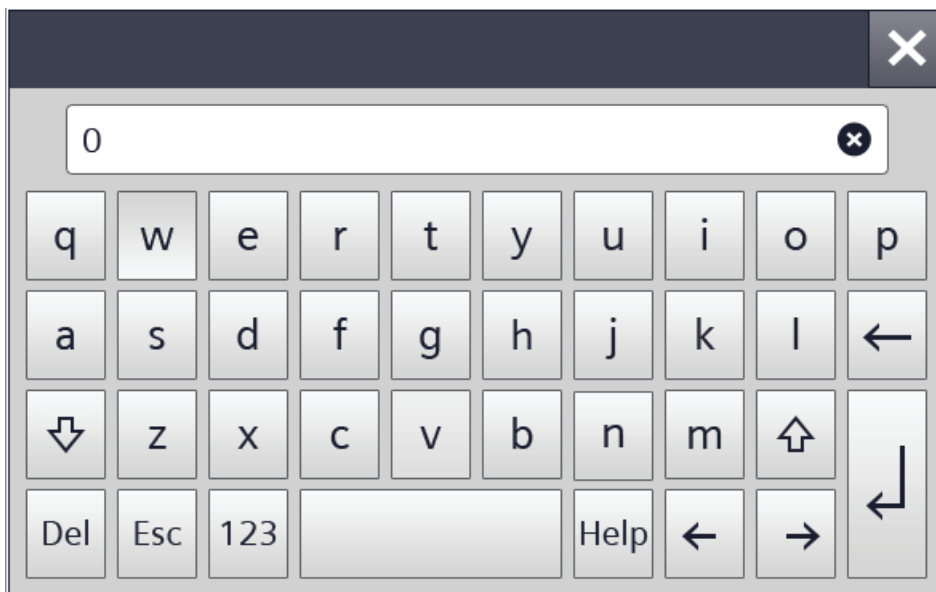 0
q w e r t y u i o p
a s d f g h j k l ←
z x c v b n m
Del Esc 123 Help ← →